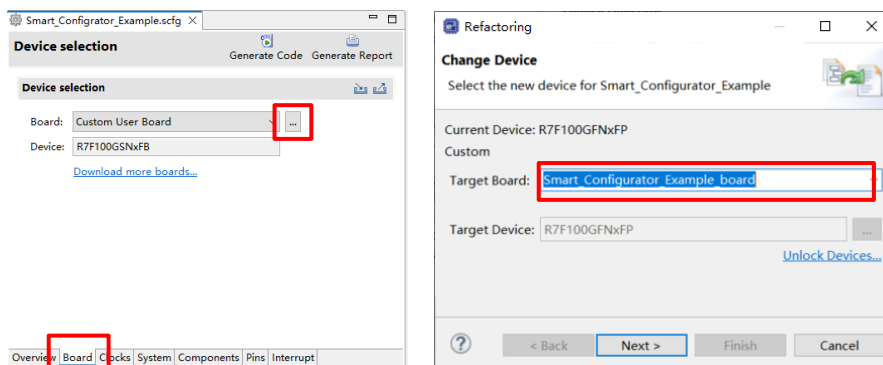 Smart_Configrator_Example.scfg
Device selection
Generate Code Generate Report
Device selection
Board: Custom User Board ...
Device: R7F100GSNxFB
Download more boards...
Overview Board Clocks System Components Pins Interrupt
Refactoring
Change Device
Select the new device for Smart_Configurator_Example
Current Device: R7F100GFNxFP
Custom
Target Board: Smart_Configurator_Example_board
Target Device: R7F100GFNxFP ...
Unlock Devices...
? < Back Next > Finish Cancel